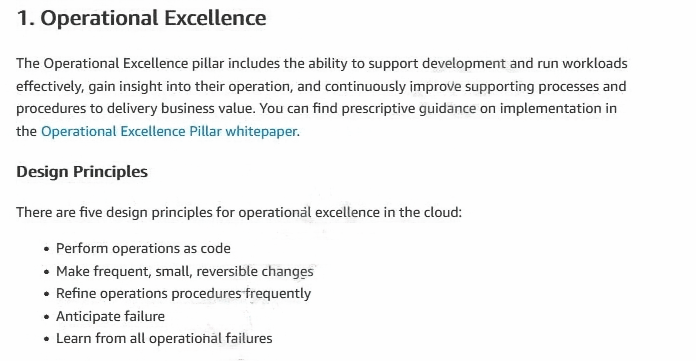 1. Operational Excellence
The Operational Excellence pillar includes the ability to support development and run workloads
effectively, gain insight into their operation, and continuously improve supporting processes and
procedures to delivery business value. You can find prescriptive guidance on implementation in
the Operational Excellence Pillar whitepaper.
Design Principles
There are five design principles for operational excellence in the cloud:
• Perform operations as code
• Make frequent, small, reversible changes
• Refine operations procedures frequently
• Anticipate failure
• Learn from all operational failures